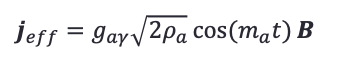 j_eff = g_aγ √(2ρ_a) cos(m_a t) B